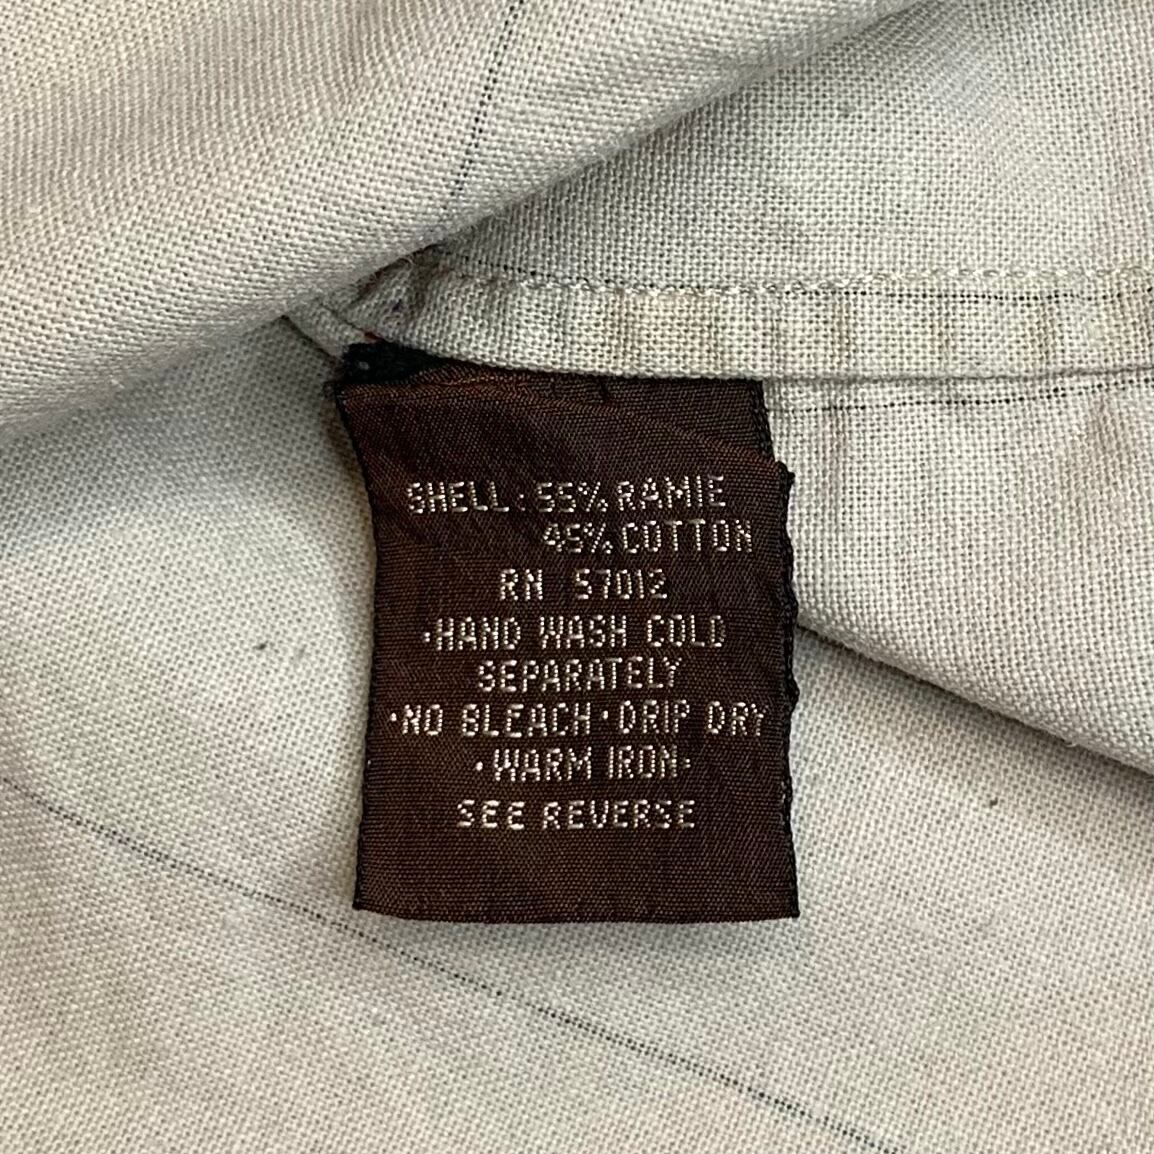 SHELL: 55% RAMIE
45% COTTON
RN 57012
·HAND WASH COLD
SEPARATELY
·NO BLEACH·DRIP DRY
·WARM IRON·
SEE REVERSE